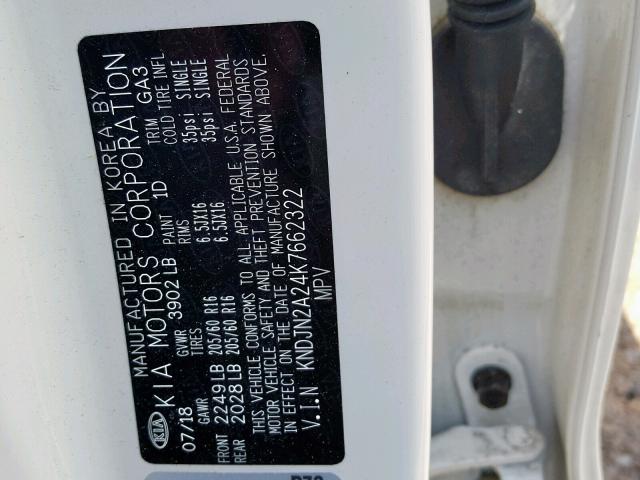 MANUFACTURED IN KOREA BY
KIA KIA MOTORS CORPORATION
07/18 GVWR 3902 LB PAINT 1D TRIM GA3
GAWR TIRES RIMS COLD TIRE INFL
FRONT 2249 LB 205/60 R16 6.5JX16 35psi SINGLE
REAR 2028 LB 205/60 R16 6.5JX16 35psi SINGLE
THIS VEHICLE CONFORMS TO ALL APPLICABLE U.S.A. FEDERAL
MOTOR VEHICLE SAFETY AND THEFT PREVENTION STANDARDS
IN EFFECT ON THE DATE OF MANUFACTURE SHOWN ABOVE.
V.I.N KNDJN2A24K7662322
MPV